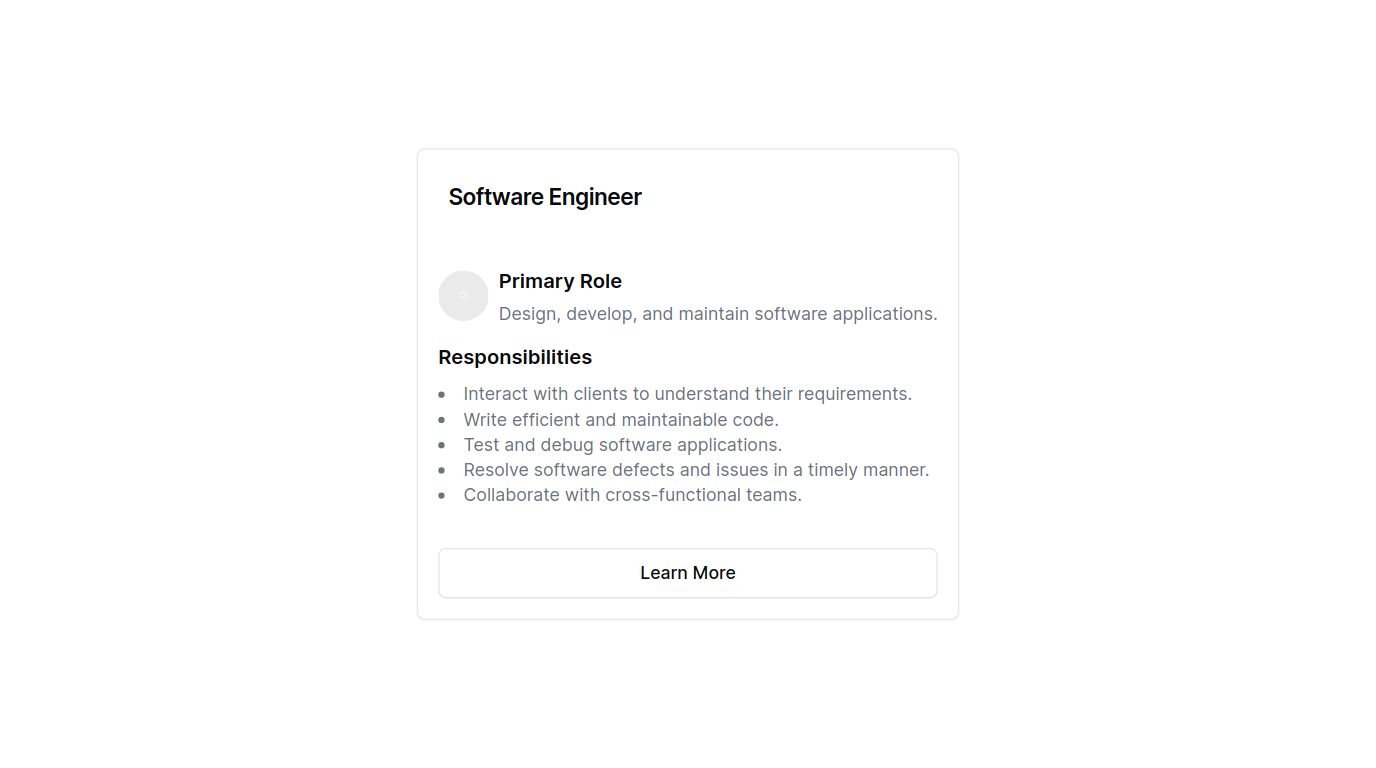 Software Engineer
Primary Role
Design, develop, and maintain software applications.
Responsibilities
Interact with clients to understand their requirements.
Write efficient and maintainable code.
Test and debug software applications.
Resolve software defects and issues in a timely manner.
Collaborate with cross-functional teams.
Learn More